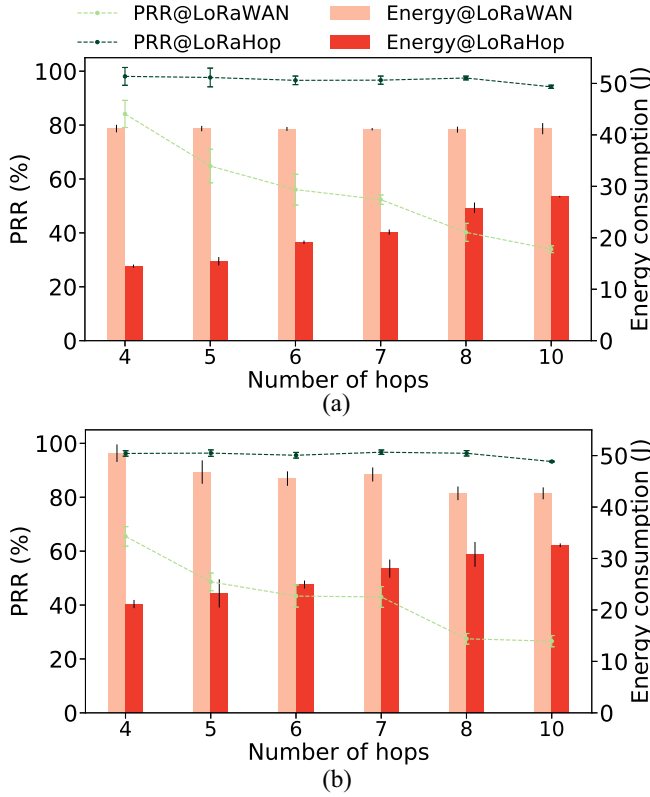 PRR@LoRaWAN Energy@LoRaWAN
PRR@LoRaHop Energy@LoRaHop
100
80
60
40
20
0
PRR (%)
50
40
30
20
10
0
Energy consumption (J)
4 5 6 7 8 10
Number of hops
(a)
100
80
60
40
20
0
PRR (%)
50
40
30
20
10
0
Energy consumption (J)
4 5 6 7 8 10
Number of hops
(b)